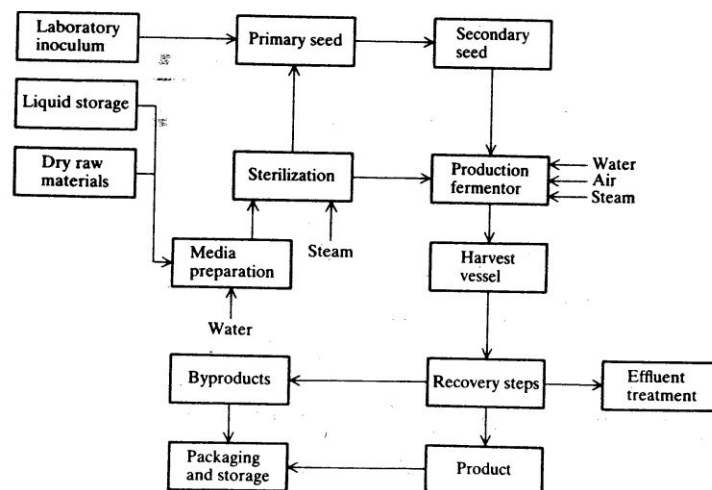 Laboratory
inoculum
Primary seed
Secondary
seed
Liquid storage
Dry raw
materials
Sterilization
Production
fermentor
Water
Air
Steam
Media
preparation
Steam
Harvest
vessel
Water
Byproducts
Recovery steps
Effluent
treatment
Packaging
and storage
Product